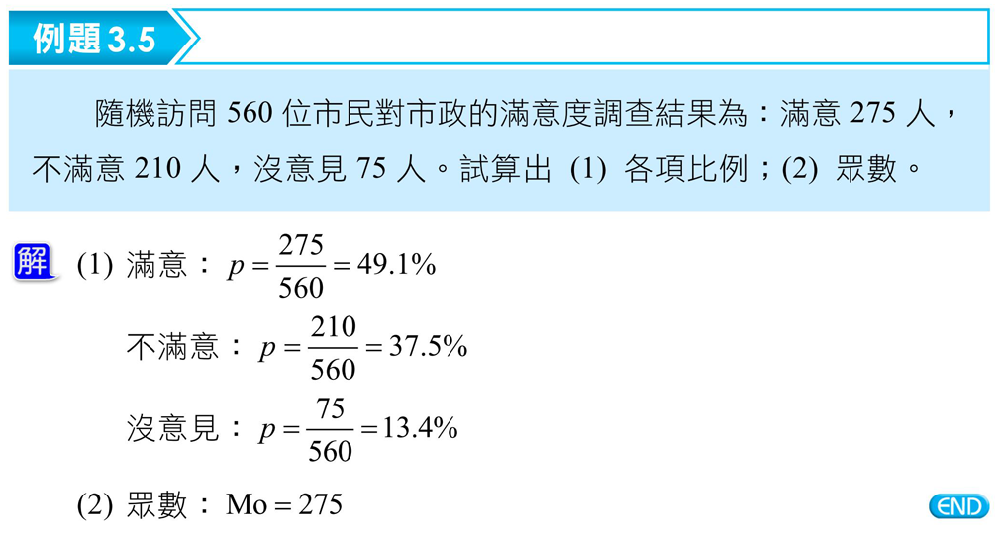 例題3.5
隨機訪問 560 位市民對市政的滿意度調查結果為：滿意 275 人，
不滿意 210 人，沒意見 75 人。試算出 (1) 各項比例；(2) 眾數。
解 (1) 滿意： p = 275/560 = 49.1%
不滿意： p = 210/560 = 37.5%
沒意見： p = 75/560 = 13.4%
(2) 眾數： Mo = 275
END